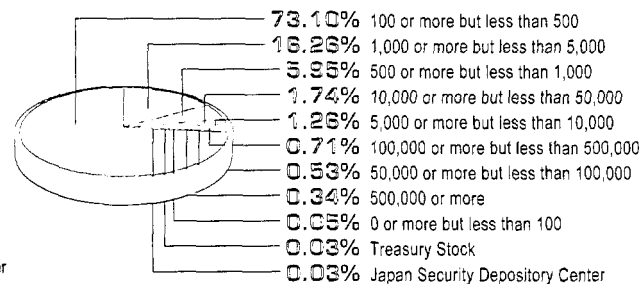 73.10% 100 or more but less than 500
16.26% 1,000 or more but less than 5,000
5.95% 500 or more but less than 1,000
1.74% 10,000 or more but less than 50,000
1.26% 5,000 or more but less than 10,000
0.71% 100,000 or more but less than 500,000
0.53% 50,000 or more but less than 100,000
0.34% 500,000 or more
0.05% 0 or more but less than 100
0.03% Treasury Stock
er 0.03% Japan Security Depository Center